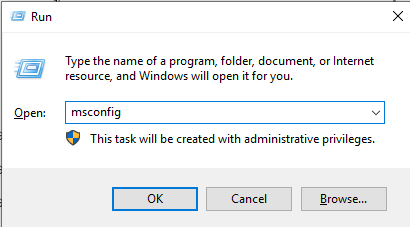 Run
Type the name of a program, folder, document, or Internet
resource, and Windows will open it for you.
Open: msconfig
This task will be created with administrative privileges.
OK Cancel Browse...